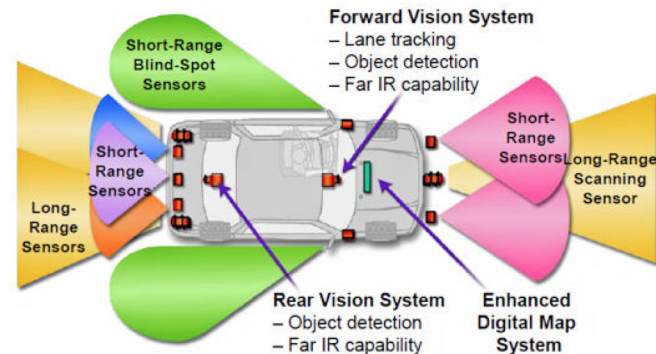 Forward Vision System
– Lane tracking
– Object detection
– Far IR capability
Short-Range
Blind-Spot
Sensors
Short-
Range
Sensors
Long-
Range
Sensors
Short-
Range
Sensors
Long-Range
Scanning
Sensor
Rear Vision System
– Object detection
– Far IR capability
Enhanced
Digital Map
System